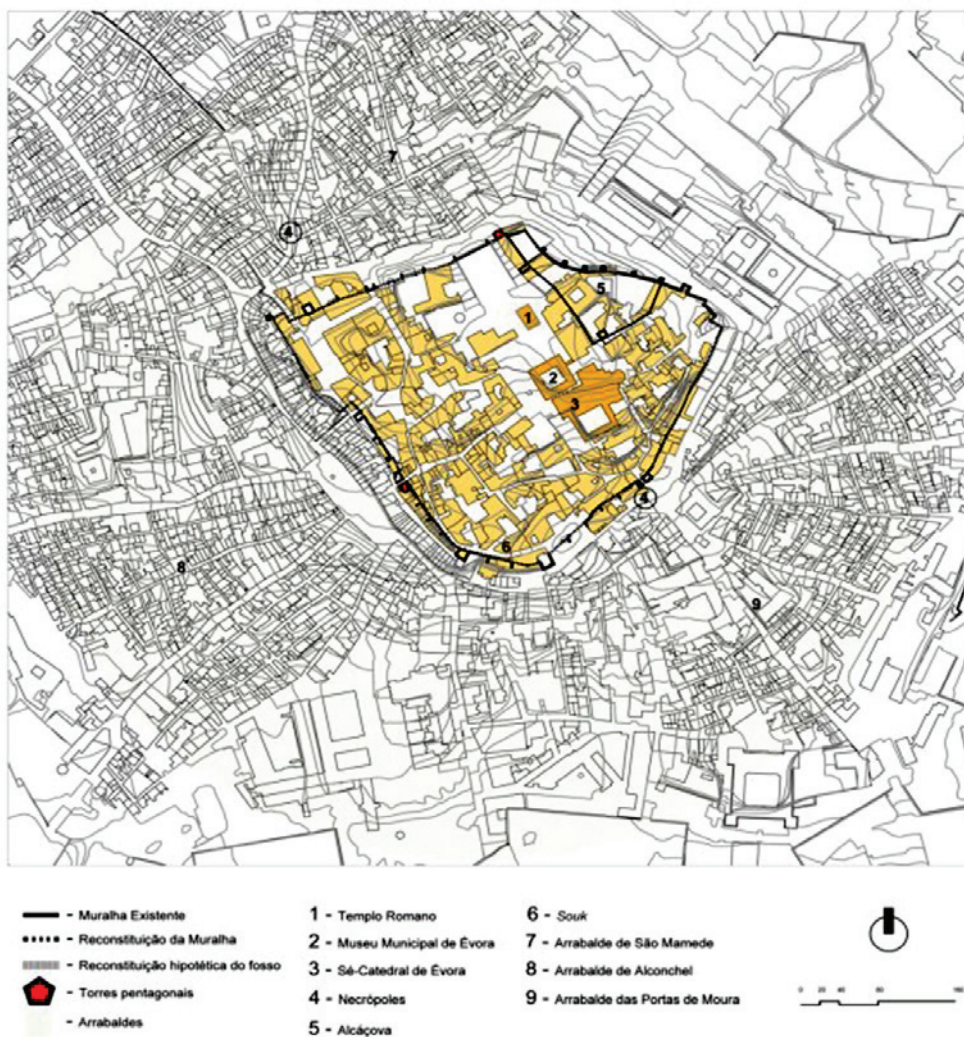 7
4
5
1
2
3
4
6
8
9
- Muralha Existente
- Reconstituição da Muralha
- Reconstituição hipotética do fosso
- Torres pentagonais
- Arrabaldes
1 - Templo Romano
2 - Museu Municipal de Évora
3 - Sé-Catedral de Évora
4 - Necrópoles
5 - Alcáçova
6 - Souk
7 - Arrabalde de São Mamede
8 - Arrabalde de Alconchel
9 - Arrabalde das Portas de Moura
0 20 40 80 160